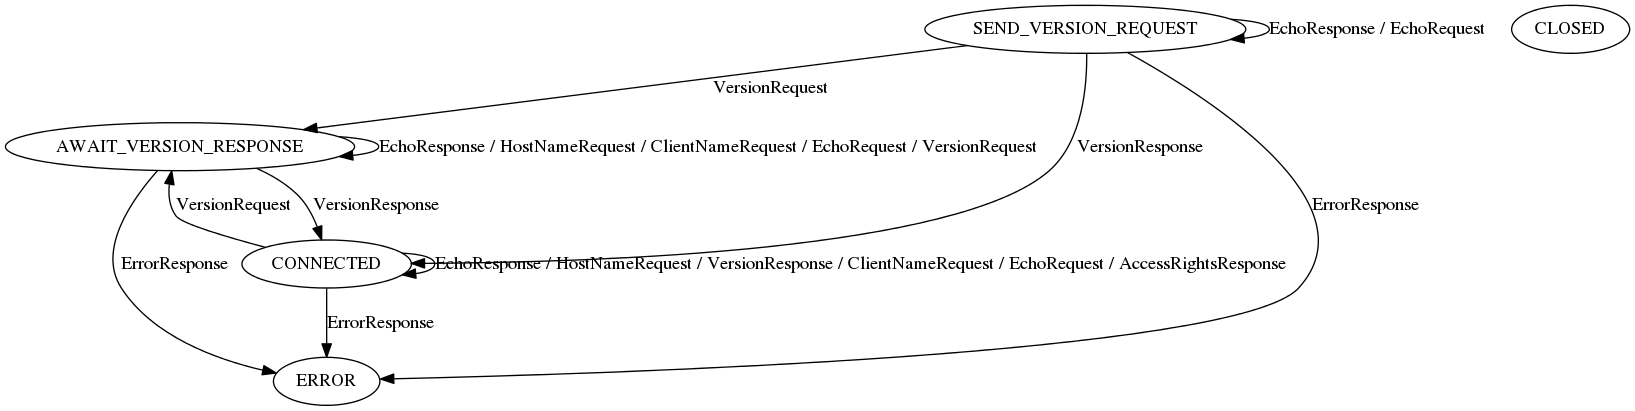 SEND_VERSION_REQUEST
EchoResponse / EchoRequest
CLOSED
VersionRequest
AWAIT_VERSION_RESPONSE
EchoResponse / HostNameRequest / ClientNameRequest / EchoRequest / VersionRequest
VersionResponse
VersionRequest
VersionResponse
ErrorResponse
ErrorResponse
CONNECTED
EchoResponse / HostNameRequest / VersionResponse / ClientNameRequest / EchoRequest / AccessRightsResponse
ErrorResponse
ERROR